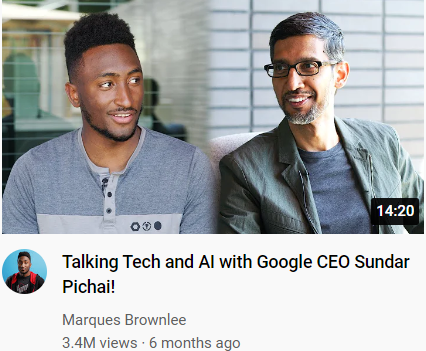 14:20
Talking Tech and AI with Google CEO Sundar
Pichai!
Marques Brownlee
3.4M views · 6 months ago